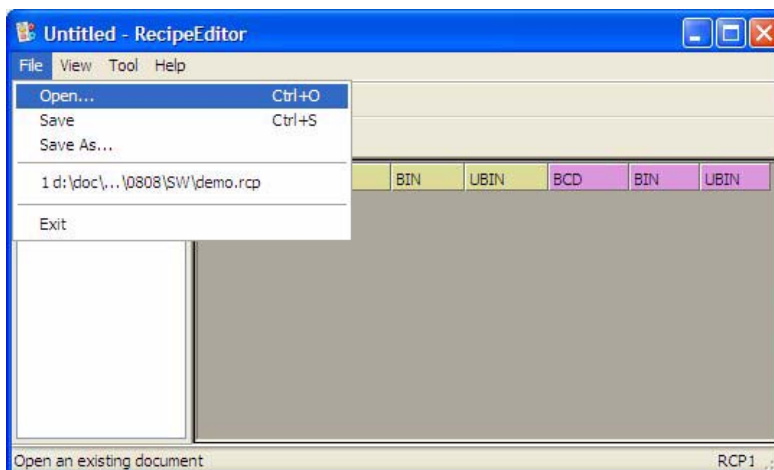 Untitled - RecipeEditor
File View Tool Help
Open... Ctrl+O
Save Ctrl+S
Save As...
1 d:\doc\...\0808\SW\demo.rcp
Exit
BIN UBIN BCD BIN UBIN
Open an existing document RCP1